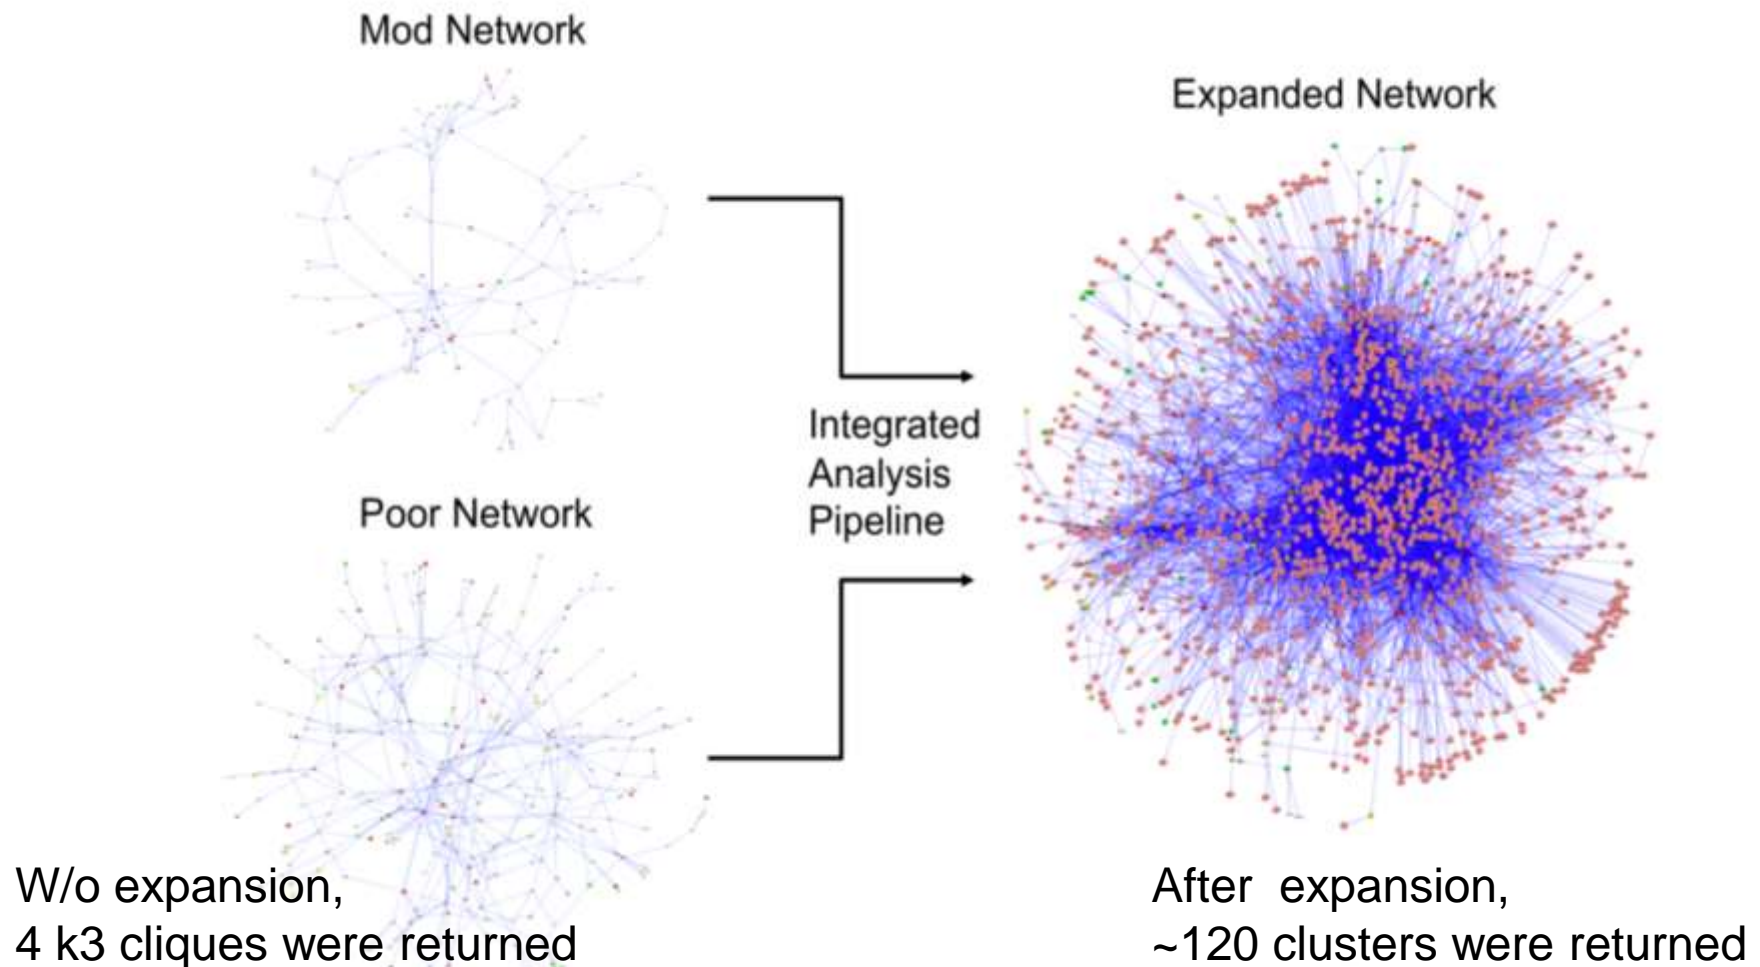 Mod Network
Expanded Network
Integrated
Analysis
Pipeline
Poor Network
W/o expansion,
4 k3 cliques were returned
After  expansion,
~120 clusters were returned